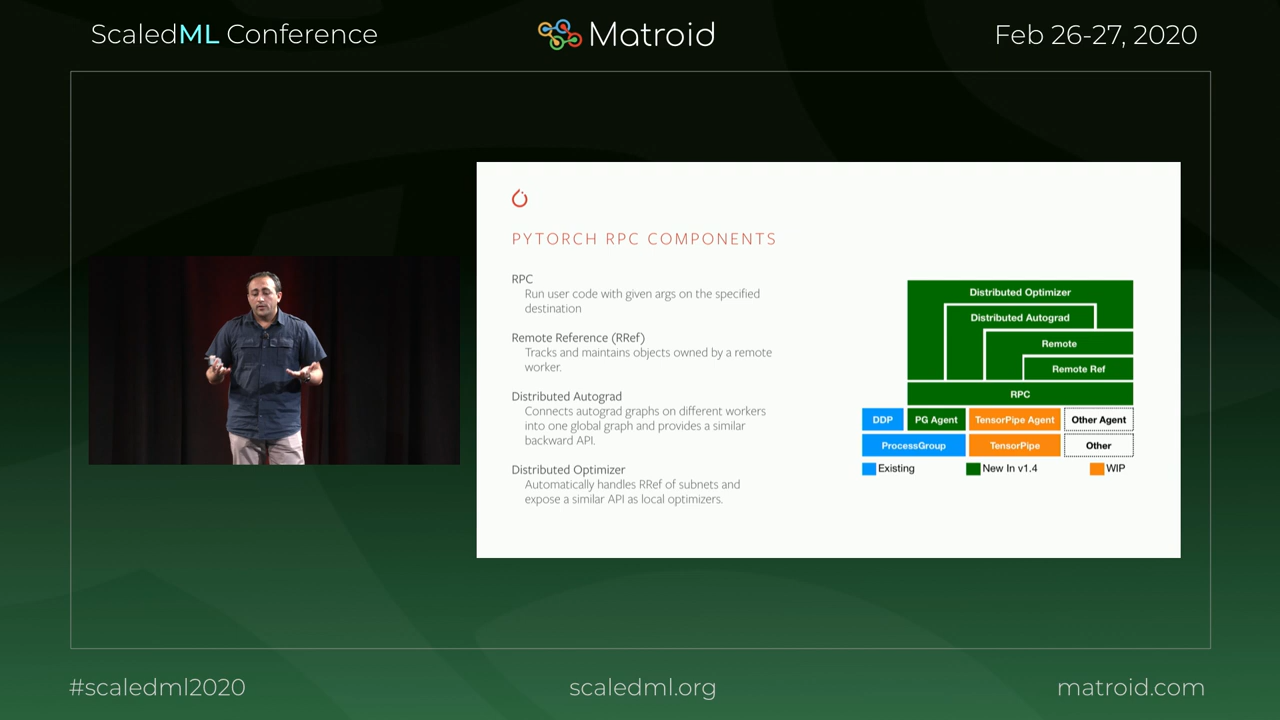 ScaledML Conference
Matroid
Feb 26-27, 2020
PYTORCH RPC COMPONENTS
RPC
Run user code with given args on the specified
destination
Remote Reference (RRef)
Tracks and maintains objects owned by a remote
worker.
Distributed Autograd
Connects autograd graphs on different workers
into one global graph and provides a similar
backward API.
Distributed Optimizer
Automatically handles RRef of subnets and
expose a similar API as local optimizers.
Distributed Optimizer
Distributed Autograd
Remote
Remote Ref
RPC
DDP
PG Agent
TensorPipe Agent
Other Agent
ProcessGroup
TensorPipe
Other
Existing
New In v1.4
WIP
#scaledml2020
scaledml.org
matroid.com